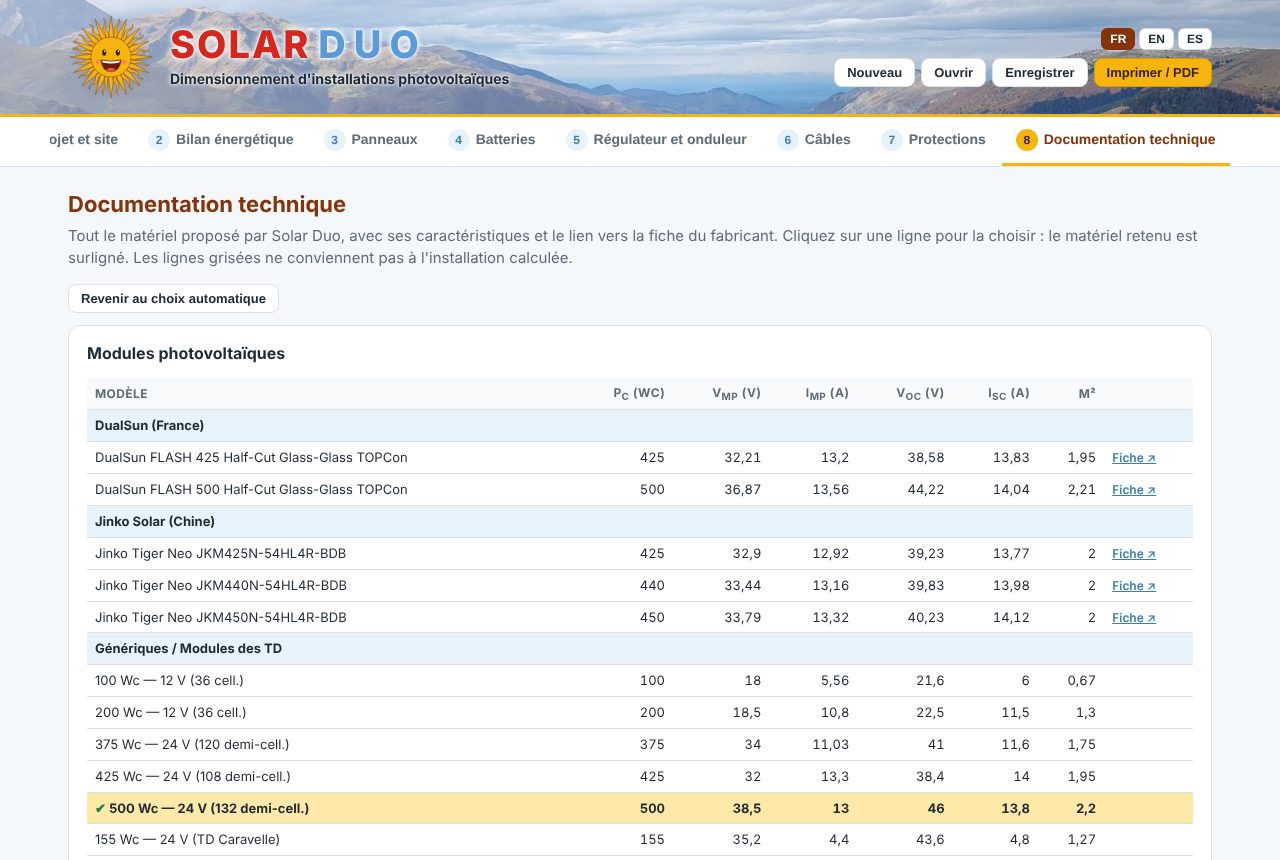 SOLAR DUO
Dimensionnement d'installations photovoltaïques
FR EN ES
Nouveau Ouvrir Enregistrer Imprimer / PDF
ojet et site 2 Bilan énergétique 3 Panneaux 4 Batteries 5 Régulateur et onduleur 6 Câbles 7 Protections 8 Documentation technique
Documentation technique
Tout le matériel proposé par Solar Duo, avec ses caractéristiques et le lien vers la fiche du fabricant. Cliquez sur une ligne pour la choisir : le matériel retenu est
surligné. Les lignes grisées ne conviennent pas à l'installation calculée.
Revenir au choix automatique
Modules photovoltaïques
MODÈLE PC (WC) VMP (V) IMP (A) VOC (V) ISC (A) M²
DualSun (France)
DualSun FLASH 425 Half-Cut Glass-Glass TOPCon 425 32,21 13,2 38,58 13,83 1,95 Fiche ↗
DualSun FLASH 500 Half-Cut Glass-Glass TOPCon 500 36,87 13,56 44,22 14,04 2,21 Fiche ↗
Jinko Solar (Chine)
Jinko Tiger Neo JKM425N-54HL4R-BDB 425 32,9 12,92 39,23 13,77 2 Fiche ↗
Jinko Tiger Neo JKM440N-54HL4R-BDB 440 33,44 13,16 39,83 13,98 2 Fiche ↗
Jinko Tiger Neo JKM450N-54HL4R-BDB 450 33,79 13,32 40,23 14,12 2 Fiche ↗
Génériques / Modules des TD
100 Wc — 12 V (36 cell.) 100 18 5,56 21,6 6 0,67
200 Wc — 12 V (36 cell.) 200 18,5 10,8 22,5 11,5 1,3
375 Wc — 24 V (120 demi-cell.) 375 34 11,03 41 11,6 1,75
425 Wc — 24 V (108 demi-cell.) 425 32 13,3 38,4 14 1,95
✔ 500 Wc — 24 V (132 demi-cell.) 500 38,5 13 46 13,8 2,2
155 Wc — 24 V (TD Caravelle) 155 35,2 4,4 43,6 4,8 1,27